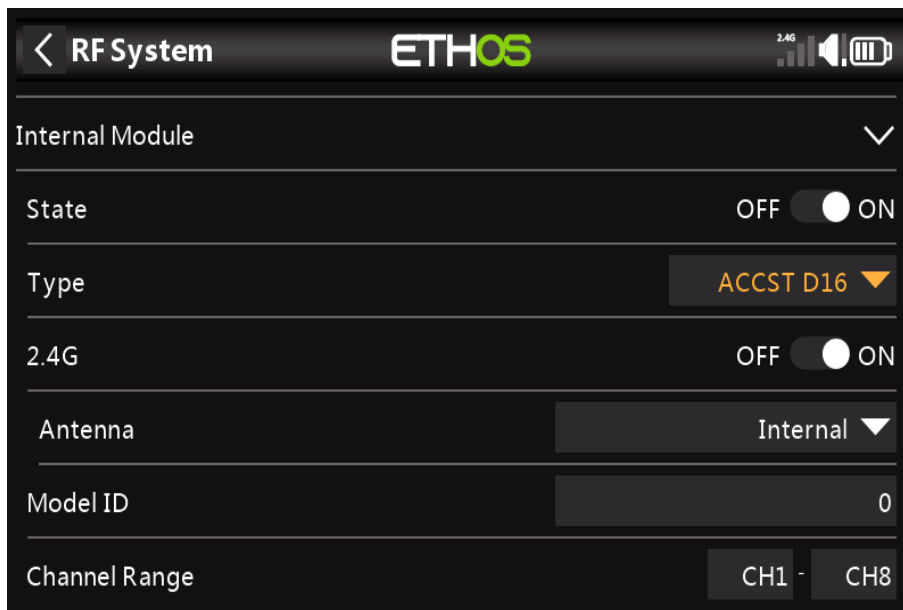 RF System ETHOS 2.4G
Internal Module
State OFF ON
Type ACCST D16
2.4G OFF ON
Antenna Internal
Model ID 0
Channel Range CH1 - CH8